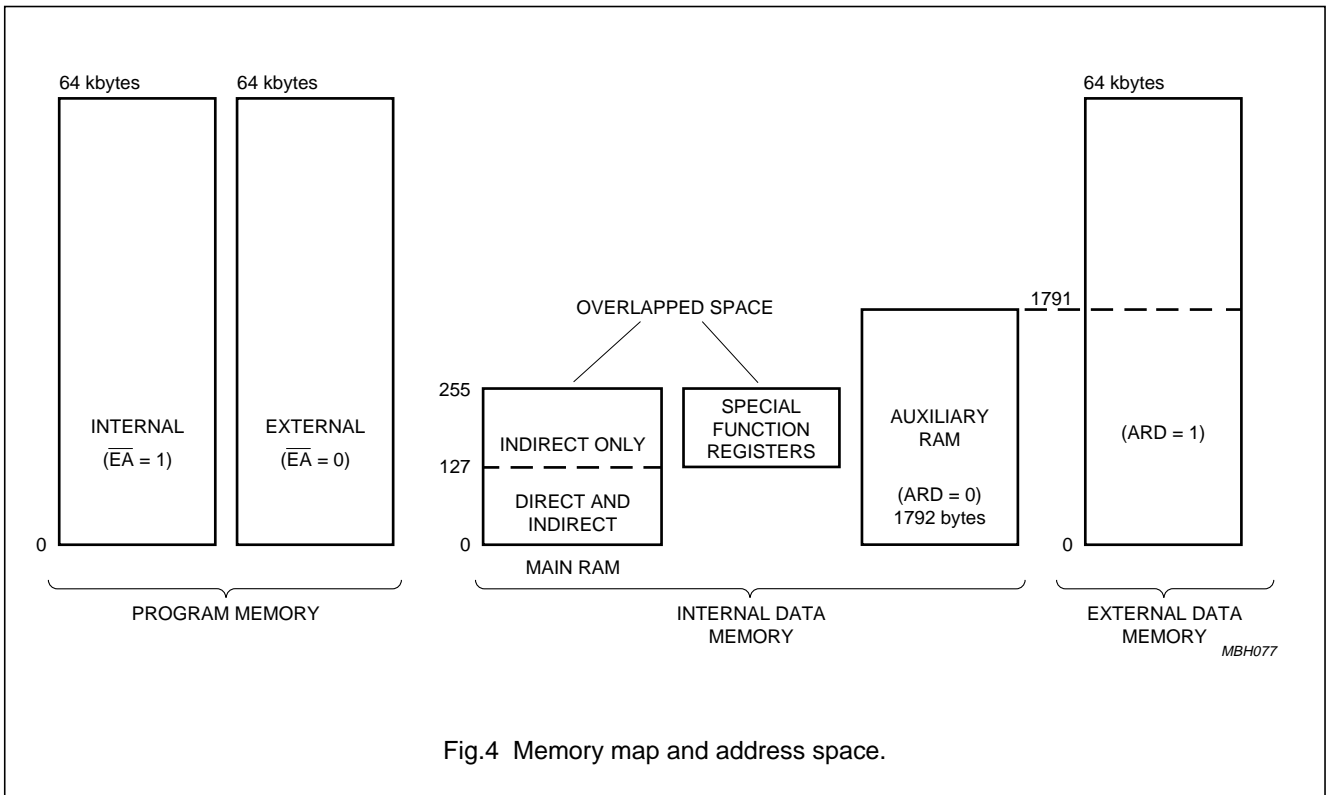 64 kbytes
64 kbytes
64 kbytes
1791
OVERLAPPED SPACE
255
127
0
INTERNAL
(E̅A̅ = 1)
EXTERNAL
(E̅A̅ = 0)
INDIRECT ONLY
DIRECT AND
INDIRECT
MAIN RAM
SPECIAL
FUNCTION
REGISTERS
AUXILIARY
RAM
(ARD = 0)
1792 bytes
(ARD = 1)
0
0
PROGRAM MEMORY
INTERNAL DATA
MEMORY
EXTERNAL DATA
MEMORY
MBH077
Fig.4 Memory map and address space.